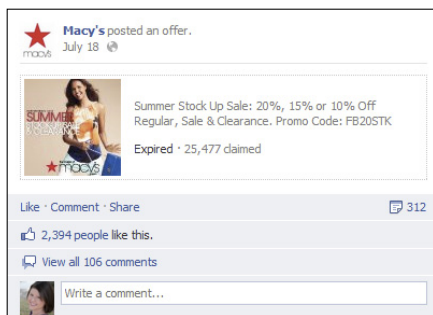 Macy's posted an offer.
July 18
macys
Summer Stock Up Sale: 20%, 15% or 10% Off
Regular, Sale & Clearance. Promo Code: FB20STK
Expired · 25,477 claimed
SUMMER
& CLEARANCE
macys
Like · Comment · Share
312
2,394 people like this.
View all 106 comments
Write a comment...